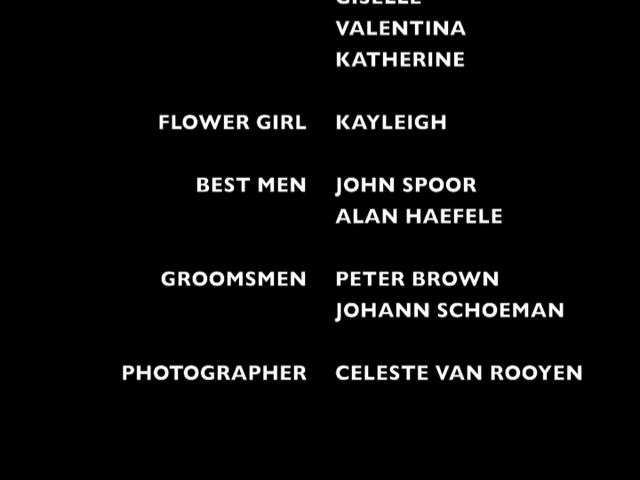 GISELLE
VALENTINA
KATHERINE
FLOWER GIRL KAYLEIGH
BEST MEN JOHN SPOOR
ALAN HAEFELE
GROOMSMEN PETER BROWN
JOHANN SCHOEMAN
PHOTOGRAPHER CELESTE VAN ROOYEN